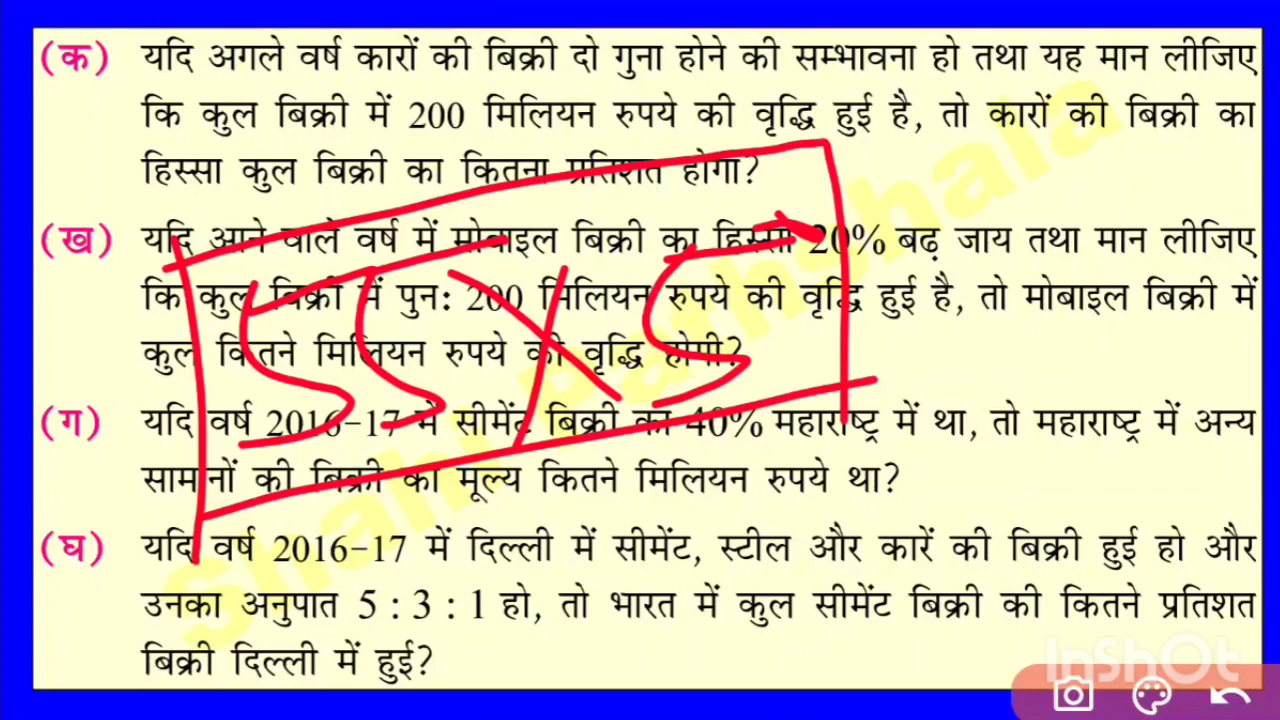 (क) यदि अगले वर्ष कारों की बिक्री दो गुना होने की सम्भावना हो तथा यह मान लीजिए
कि कुल बिक्री में 200 मिलियन रुपये की वृद्धि हुई है, तो कारों की बिक्री का
हिस्सा कुल बिक्री का कितना प्रतिशत होगा?
(ख) यदि आने वाले वर्ष में मोबाइल बिक्री का हिस्सा 20% बढ़ जाय तथा मान लीजिए
कि कुल बिक्री में पुन: 200 मिलियन रुपये की वृद्धि हुई है, तो मोबाइल बिक्री में
कुल कितने मिलियन रुपये की वृद्धि होगी?
(ग) यदि वर्ष 2016-17 में सीमेंट बिक्री का 40% महाराष्ट्र में था, तो महाराष्ट्र में अन्य
सामानों की बिक्री का मूल्य कितने मिलियन रुपये था?
(घ) यदि वर्ष 2016-17 में दिल्ली में सीमेंट, स्टील और कारें की बिक्री हुई हो और
उनका अनुपात 5 : 3 : 1 हो, तो भारत में कुल सीमेंट बिक्री की कितने प्रतिशत
बिक्री दिल्ली में हुई?
InShOt